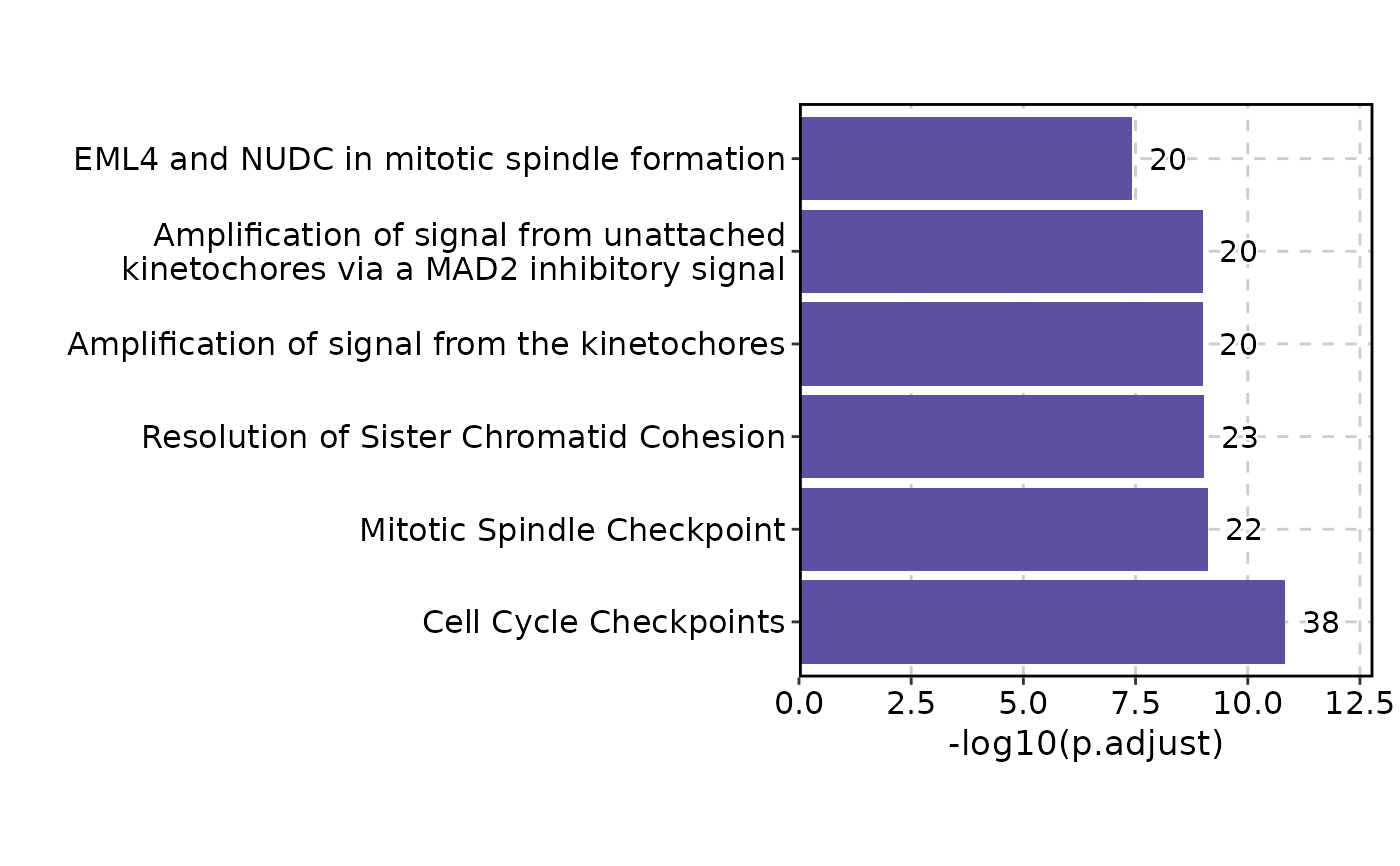 EML4 and NUDC in mitotic spindle formation
20
Amplification of signal from unattached
kinetochores via a MAD2 inhibitory signal
20
Amplification of signal from the kinetochores
20
Resolution of Sister Chromatid Cohesion
23
Mitotic Spindle Checkpoint
22
Cell Cycle Checkpoints
38
0.0 2.5 5.0 7.5 10.0 12.5
-log10(p.adjust)